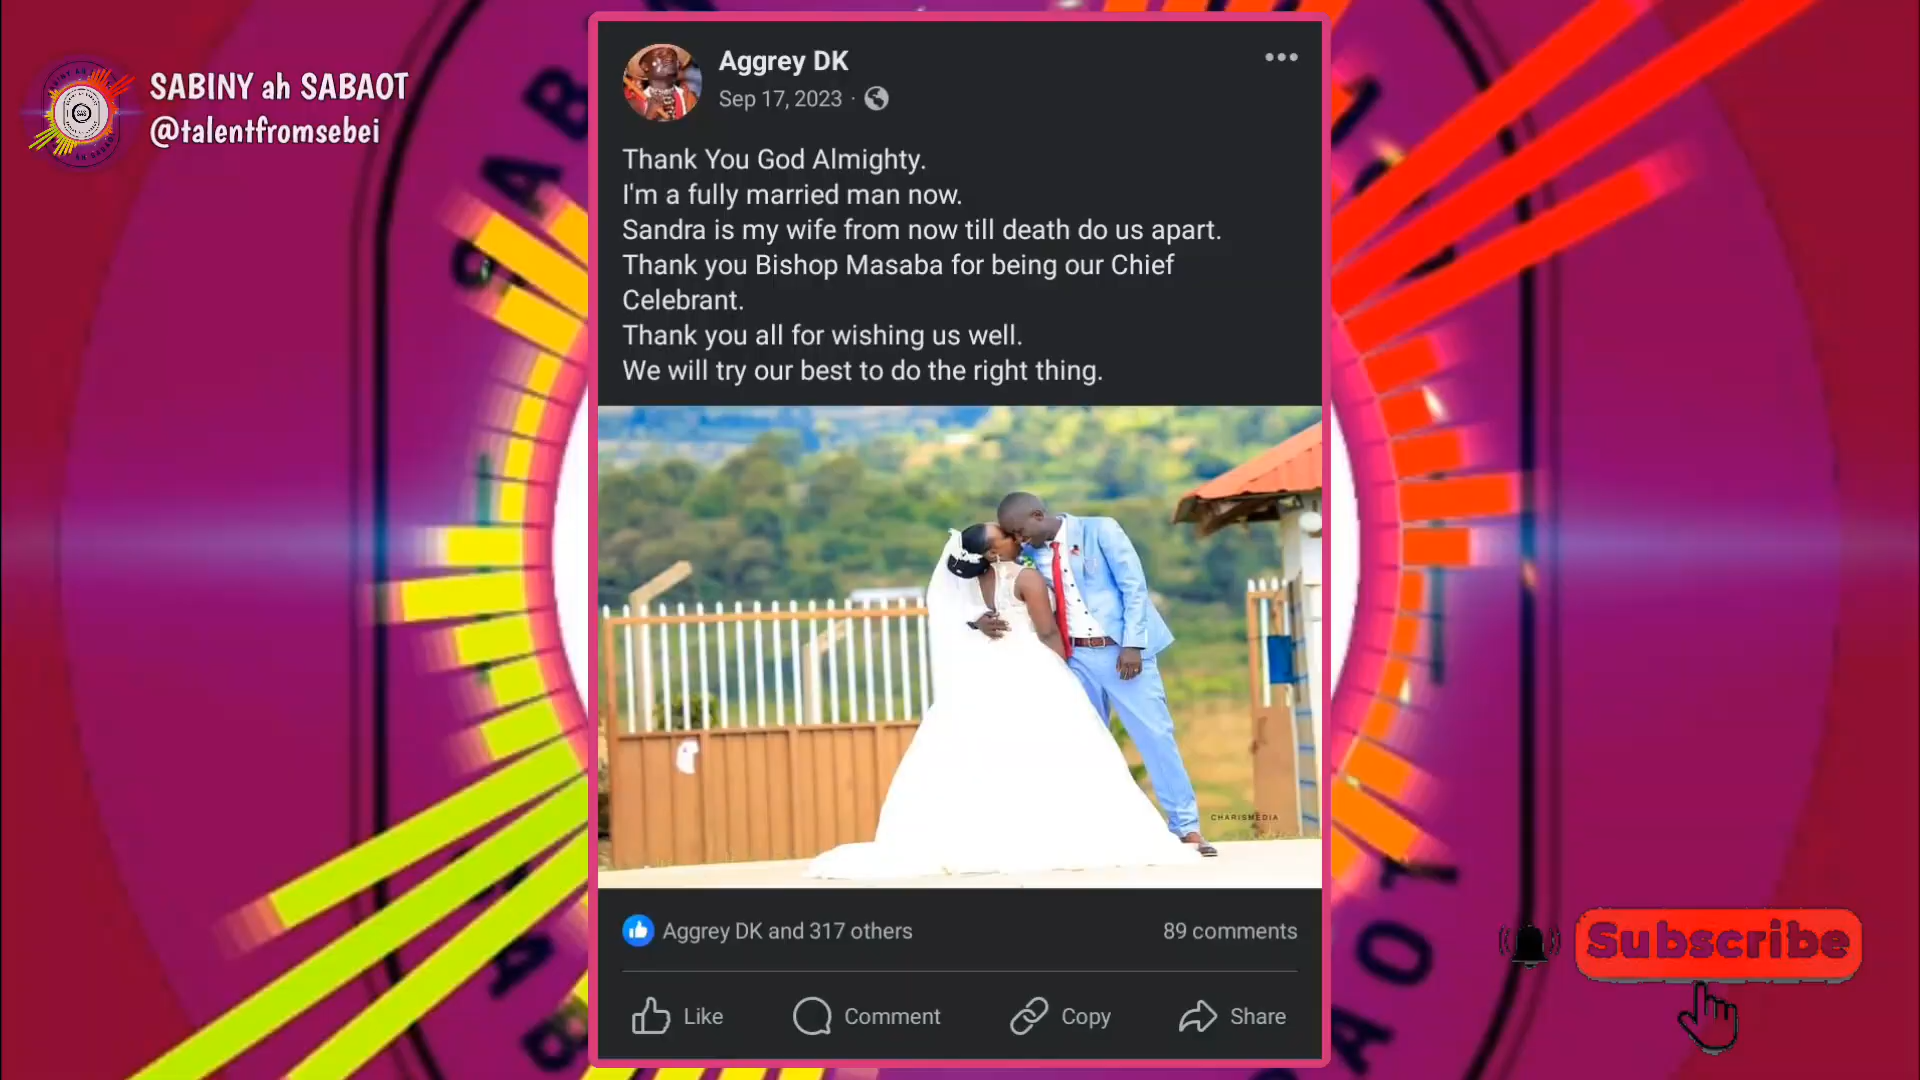 SABINY ah SABAOT
@talentfromsebei
Aggrey DK
Sep 17, 2023 ·
Thank You God Almighty.
I'm a fully married man now.
Sandra is my wife from now till death do us apart.
Thank you Bishop Masaba for being our Chief
Celebrant.
Thank you all for wishing us well.
We will try our best to do the right thing.
CHARISMEDIA
Aggrey DK and 317 others
89 comments
Like
Comment
Copy
Share
Subscribe